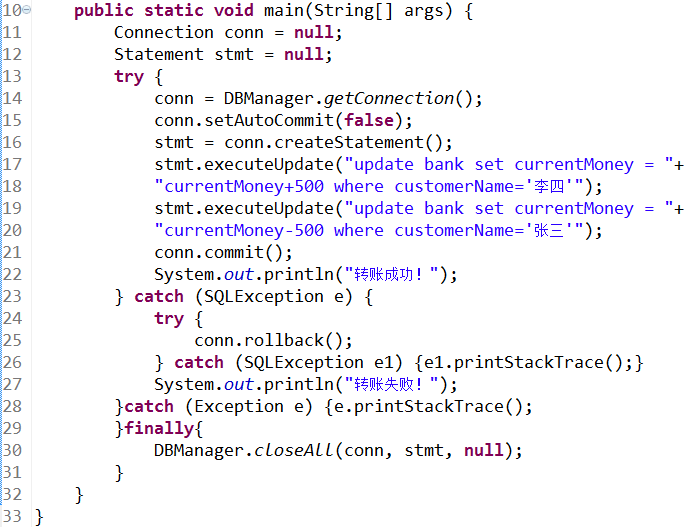 10 public static void main(String[] args) {
11 Connection conn = null;
12 Statement stmt = null;
13 try {
14 conn = DBManager.getConnection();
15 conn.setAutoCommit(false);
16 stmt = conn.createStatement();
17 stmt.executeUpdate("update bank set currentMoney = "+
18 "currentMoney+500 where customerName='李四'");
19 stmt.executeUpdate("update bank set currentMoney = "+
20 "currentMoney-500 where customerName='张三'");
21 conn.commit();
22 System.out.println("转账成功!");
23 } catch (SQLException e) {
24 try {
25 conn.rollback();
26 } catch (SQLException e1) {e1.printStackTrace();}
27 System.out.println("转账失败!");
28 }catch (Exception e) {e.printStackTrace();
29 }finally{
30 DBManager.closeAll(conn, stmt, null);
31 }
32 }
33 }